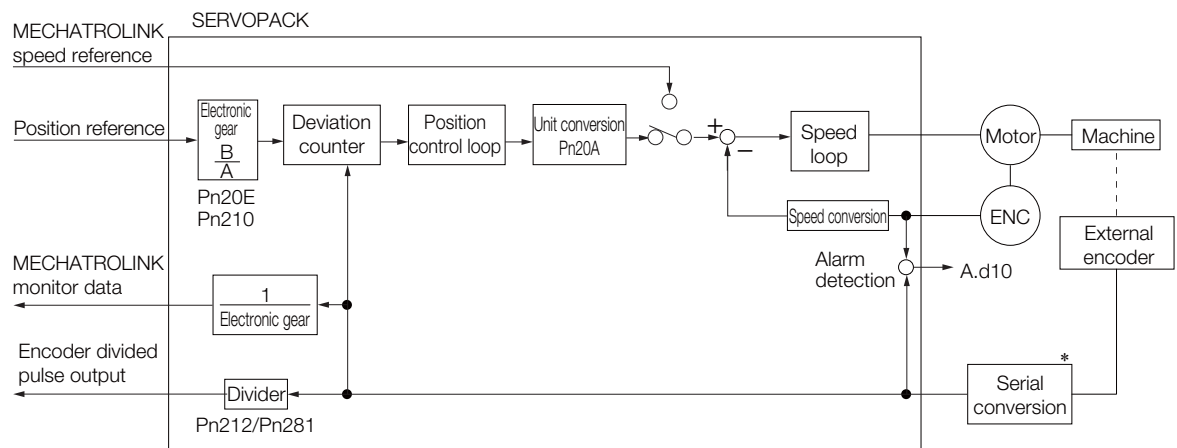 SERVOPACK
MECHATROLINK
speed reference
Position reference
Electronic
gear
B
A
Pn20E
Pn210
Deviation
counter
Position
control loop
Unit conversion
Pn20A
+
−
Speed
loop
Motor
Machine
Speed conversion
ENC
External
encoder
Alarm
detection
A.d10
MECHATROLINK
monitor data
1
Electronic gear
Encoder divided
pulse output
Divider
Pn212/Pn281
*
Serial
conversion